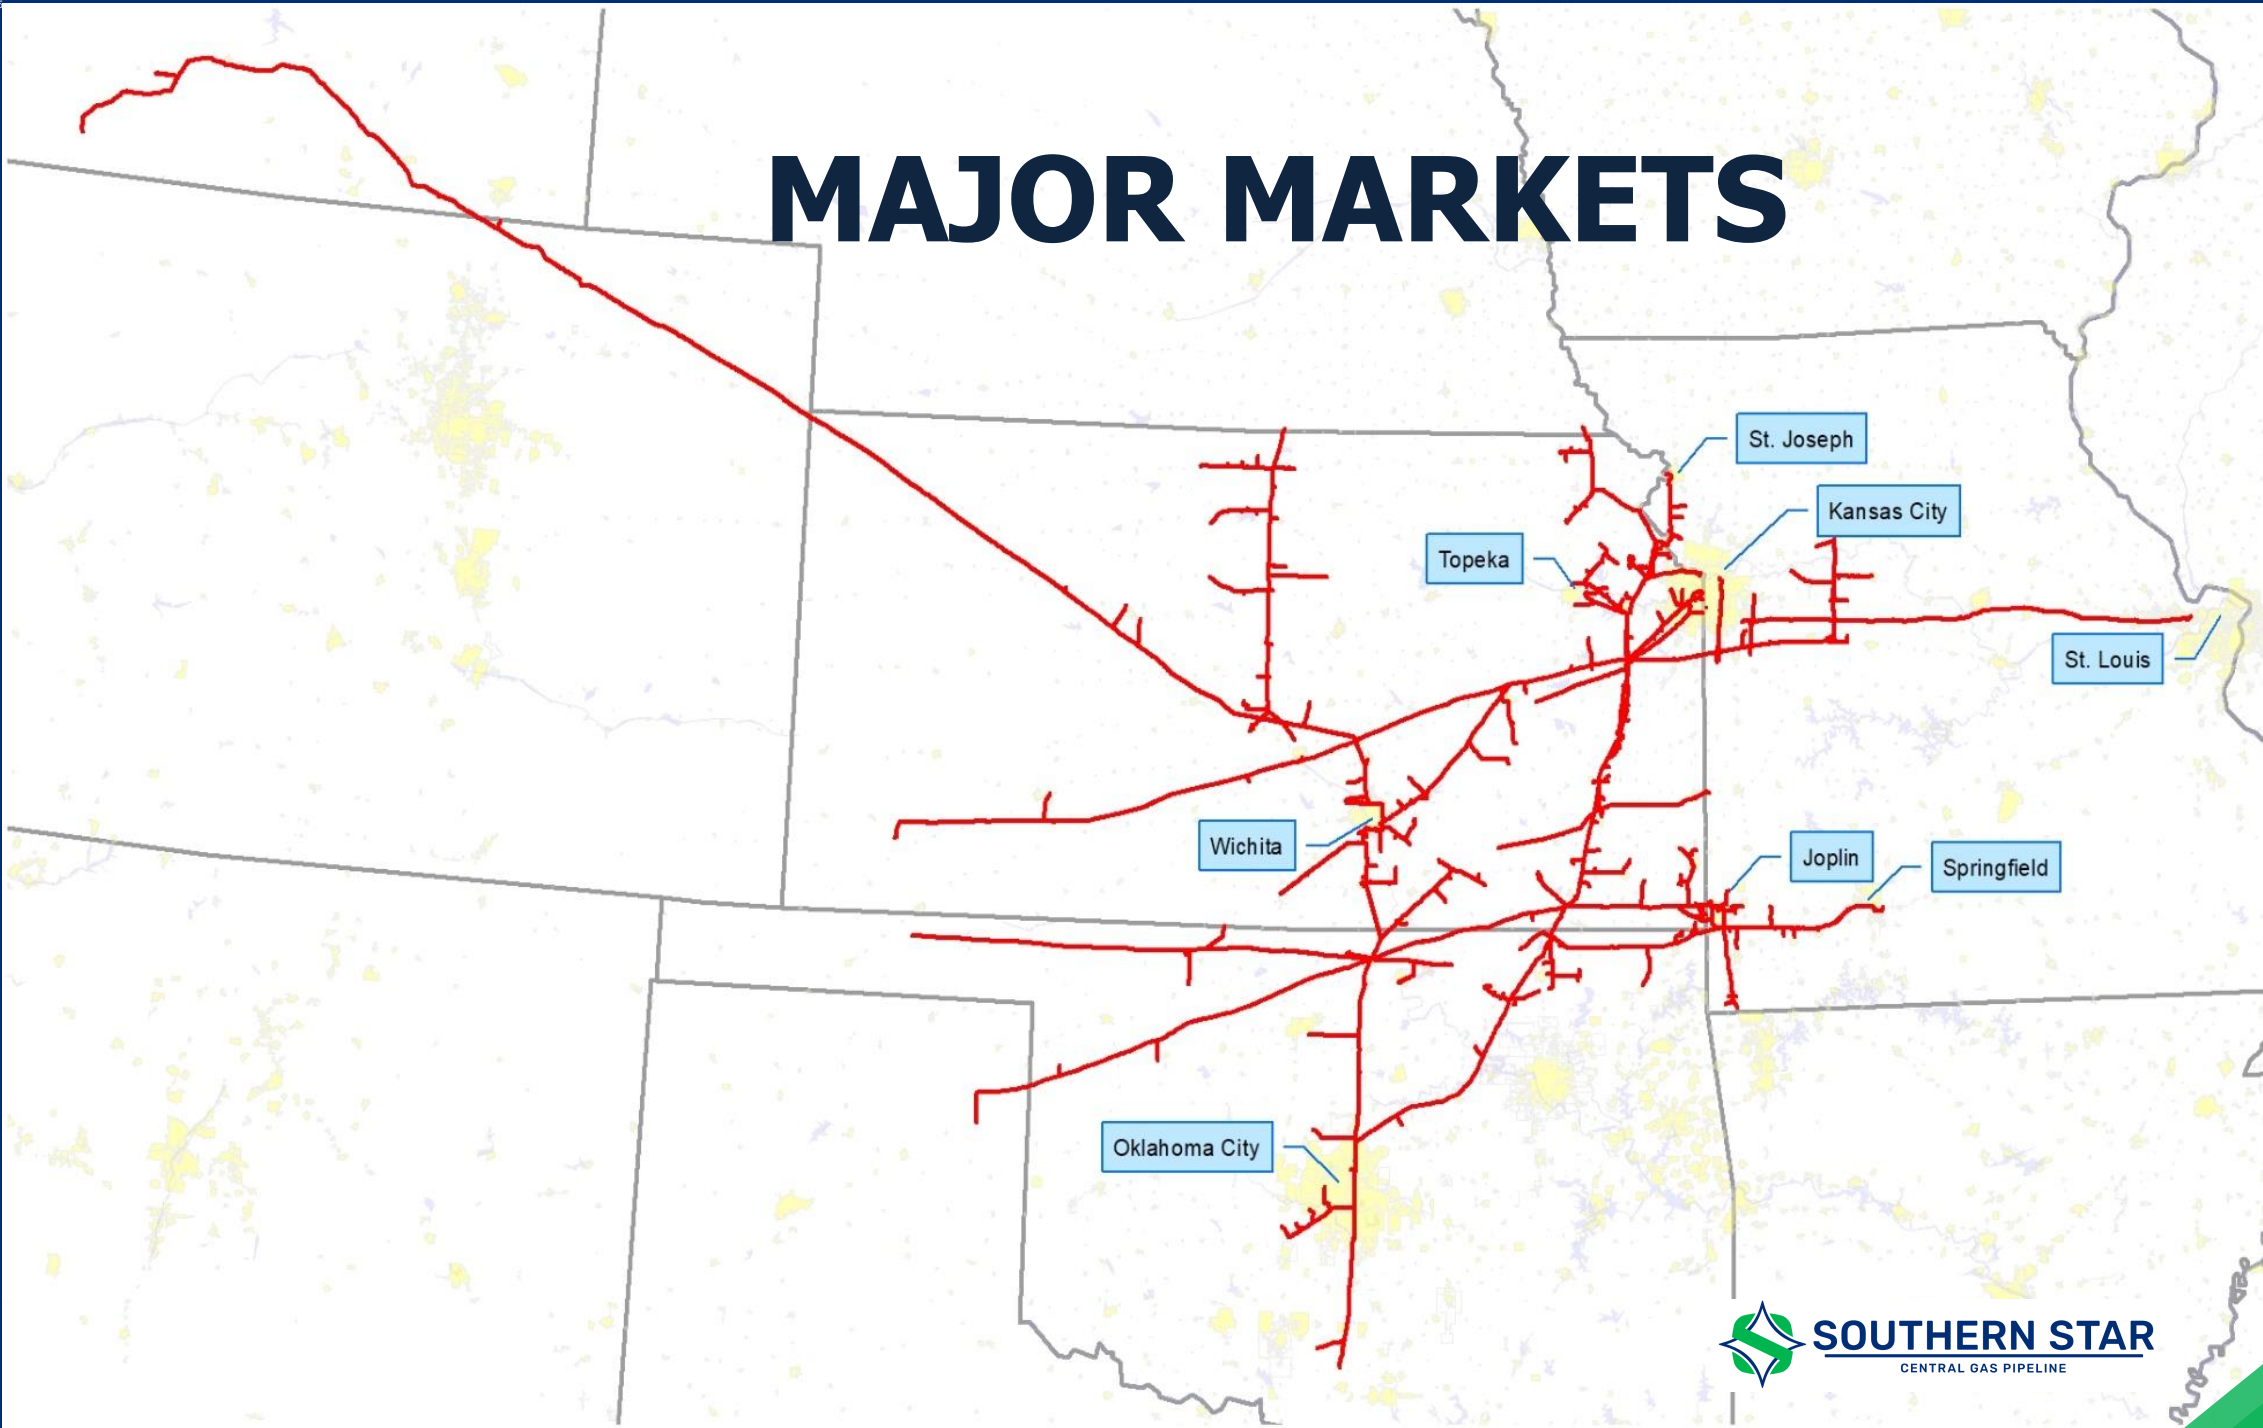 MAJOR MARKETS
St. Joseph
Kansas City
Topeka
St. Louis
Wichita
Joplin
Springfield
Oklahoma City
SOUTHERN STAR
CENTRAL GAS PIPELINE